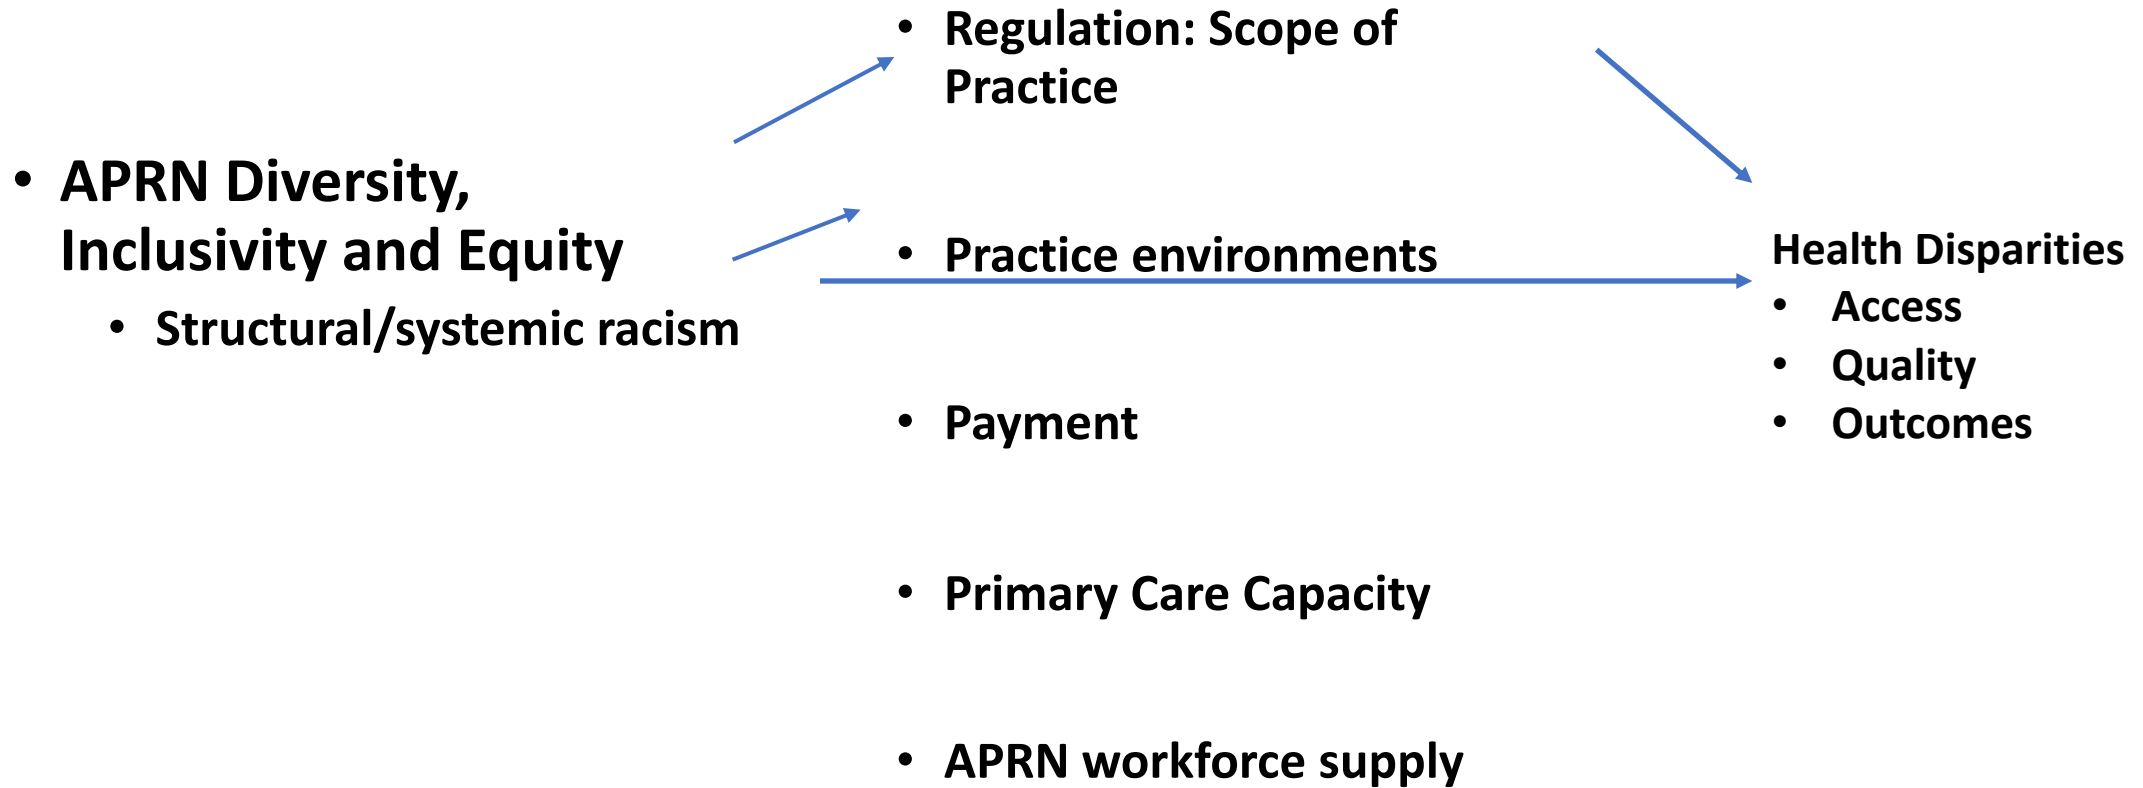 • APRN Diversity,
Inclusivity and Equity
• Structural/systemic racism
• Regulation: Scope of
Practice
• Practice environments
• Payment
• Primary Care Capacity
• APRN workforce supply
Health Disparities
• Access
• Quality
• Outcomes